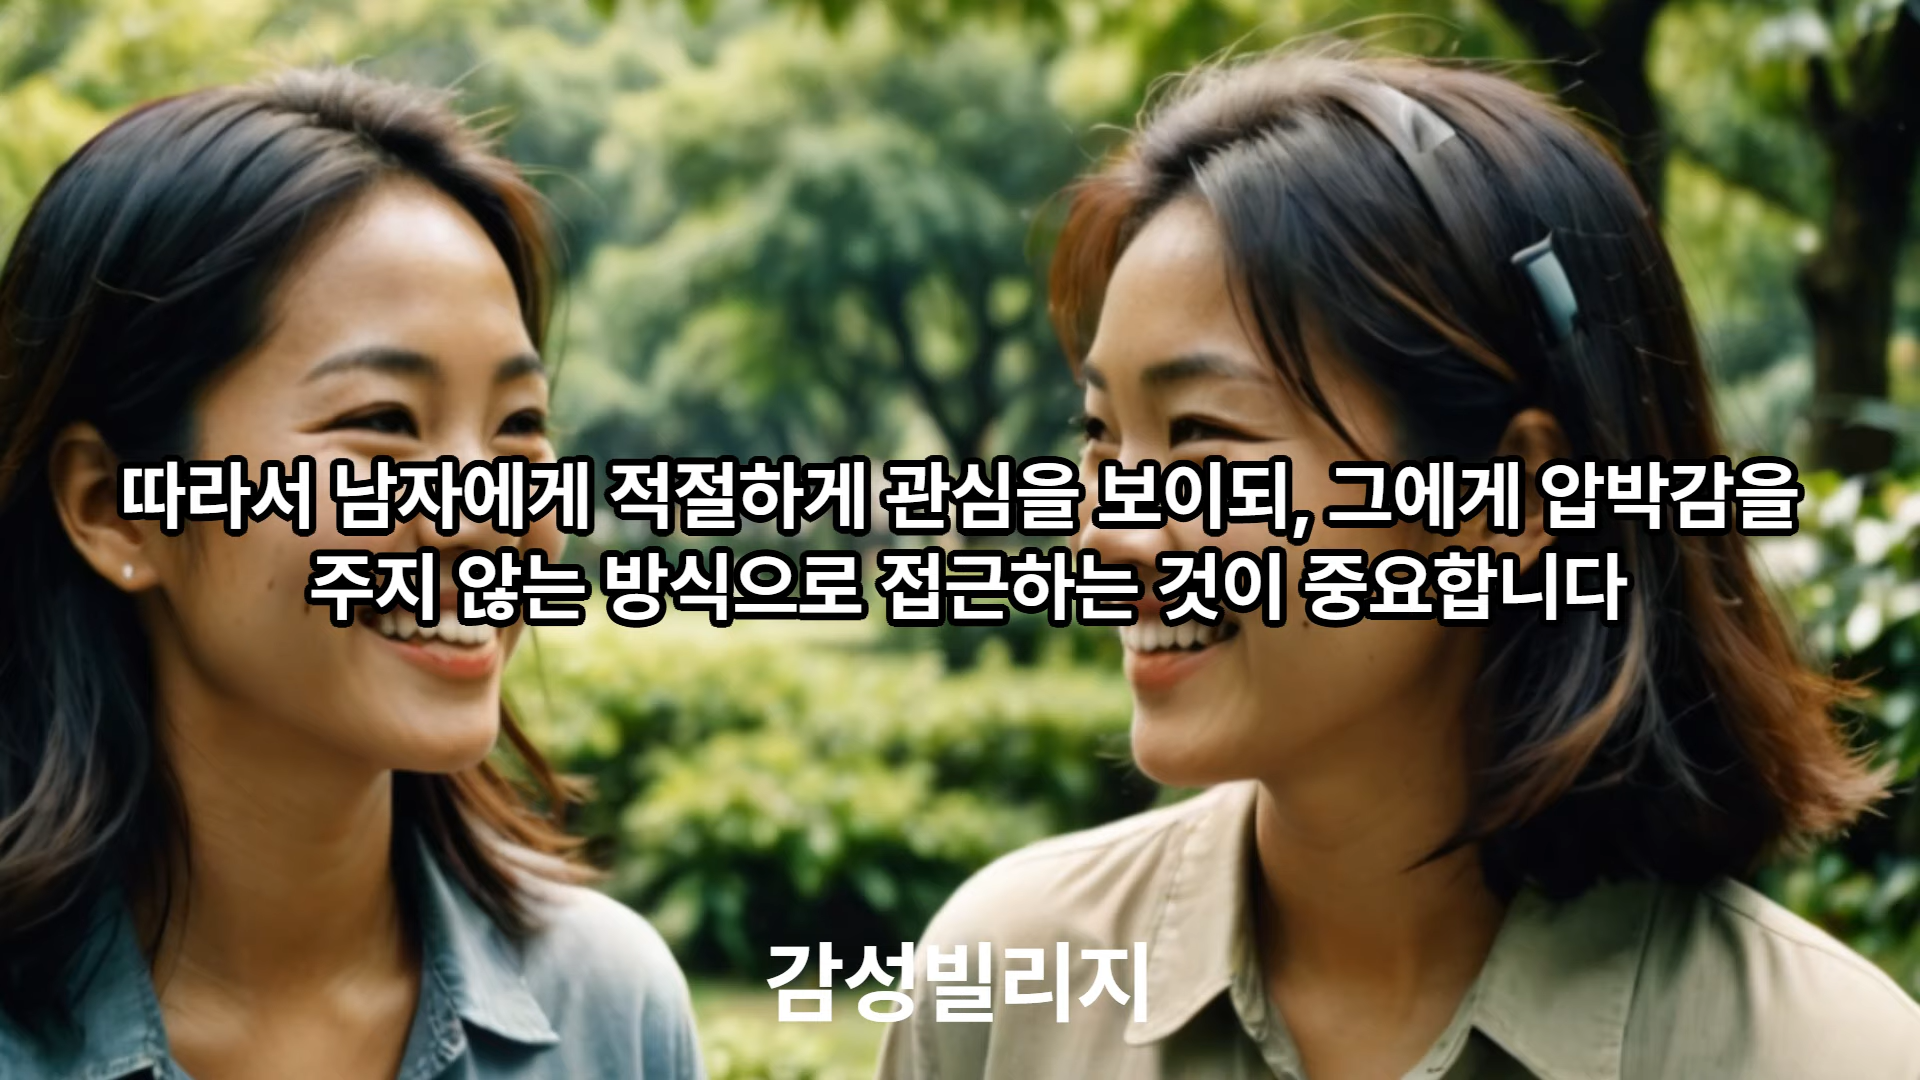 따라서 남자에게 적절하게 관심을 보이되, 그에게 압박감을
주지 않는 방식으로 접근하는 것이 중요합니다
감성빌리지